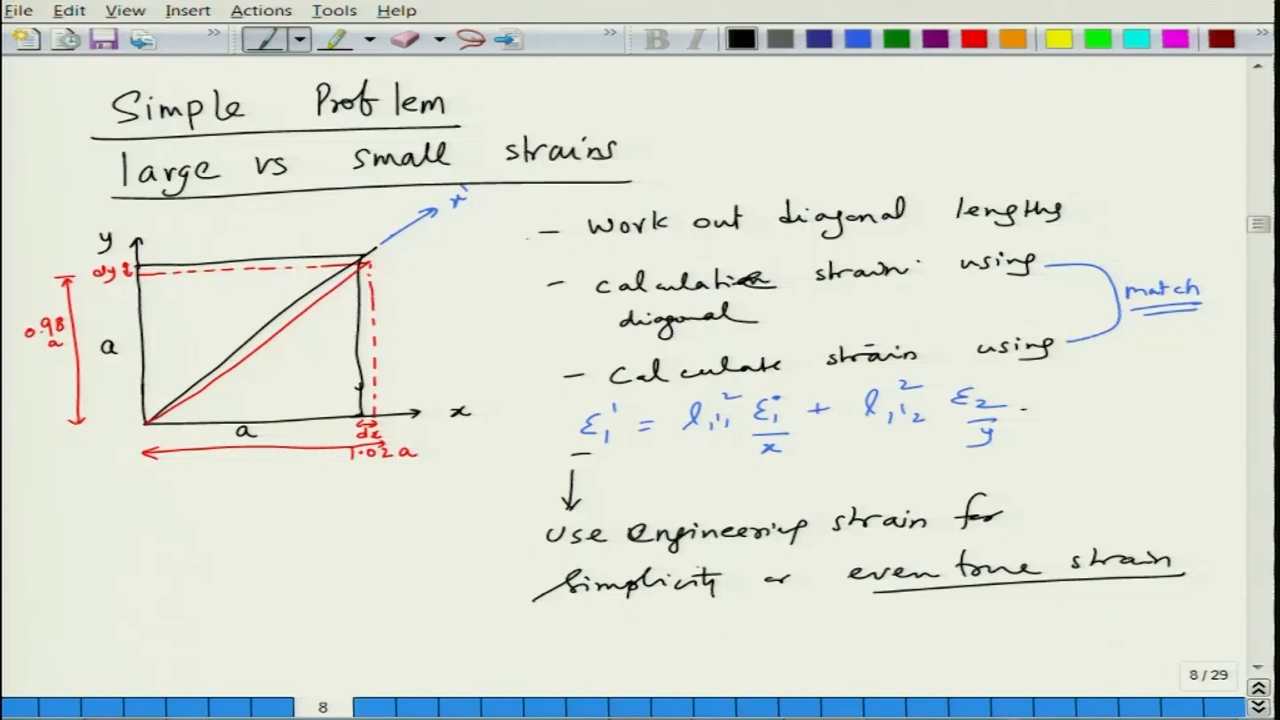 File Edit View Insert Actions Tools Help
Simple Problem
large vs small strains
x'
y
dy
0.98
a
a
a
dx
1.02 a
x
- Work out diagonal lengths
- Calculate strain using
diagonal
match
- Calculate strain using
ε₁' = l₁'₁² ε₁ + l₁'₂² ε₂
x y
↓
Use engineering strain for
simplicity or even true strain
8 / 29
8